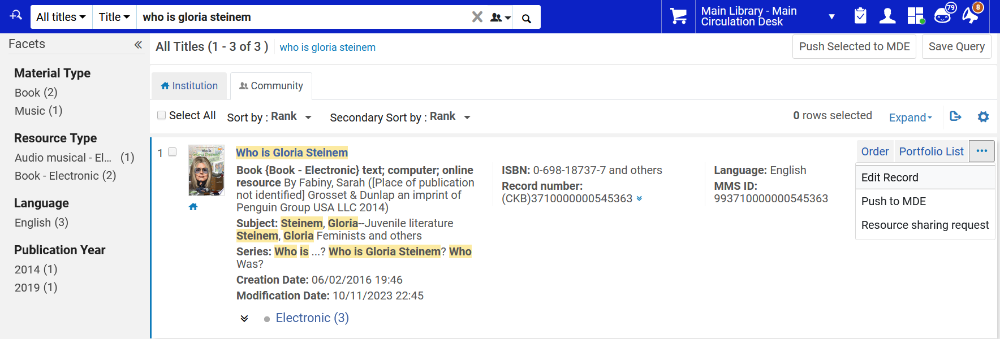 All titles
Title
who is gloria steinem
Main Library - Main
Circulation Desk
79
8
Facets
All Titles (1 - 3 of 3 )
who is gloria steinem
Push Selected to MDE
Save Query
Material Type
Book (2)
Music (1)
Resource Type
Audio musical - El... (1)
Book - Electronic (2)
Language
English (3)
Publication Year
2014 (1)
2019 (1)
Institution
Community
Select All
Sort by : Rank
Secondary Sort by : Rank
0 rows selected
Expand
1
Who is Gloria Steinem
Book {Book - Electronic} text; computer; online
resource By Fabiny, Sarah ([Place of publication
not identified] Grosset & Dunlap an imprint of
Penguin Group USA LLC 2014)
Subject: Steinem, Gloria--Juvenile literature
Steinem, Gloria Feminists and others
Series: Who is ...? Who is Gloria Steinem? Who
Was?
Creation Date: 06/02/2016 19:46
Modification Date: 10/11/2023 22:45
Electronic (3)
ISBN: 0-698-18737-7 and others
Record number:
(CKB)3710000000545363
Language: English
MMS ID:
993710000000545363
Order
Portfolio List
...
Edit Record
Push to MDE
Resource sharing request
Who Is
Gloria Steinem?